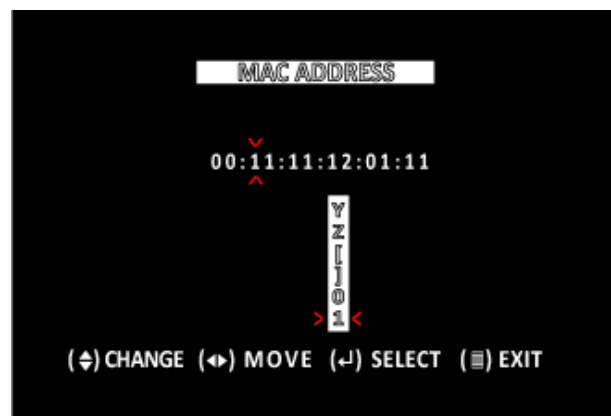 MAC ADDRESS
00:11:11:12:01:11
Y
Z
[
]
0
1
(◆) CHANGE (◂▸) MOVE (↵) SELECT (≣) EXIT